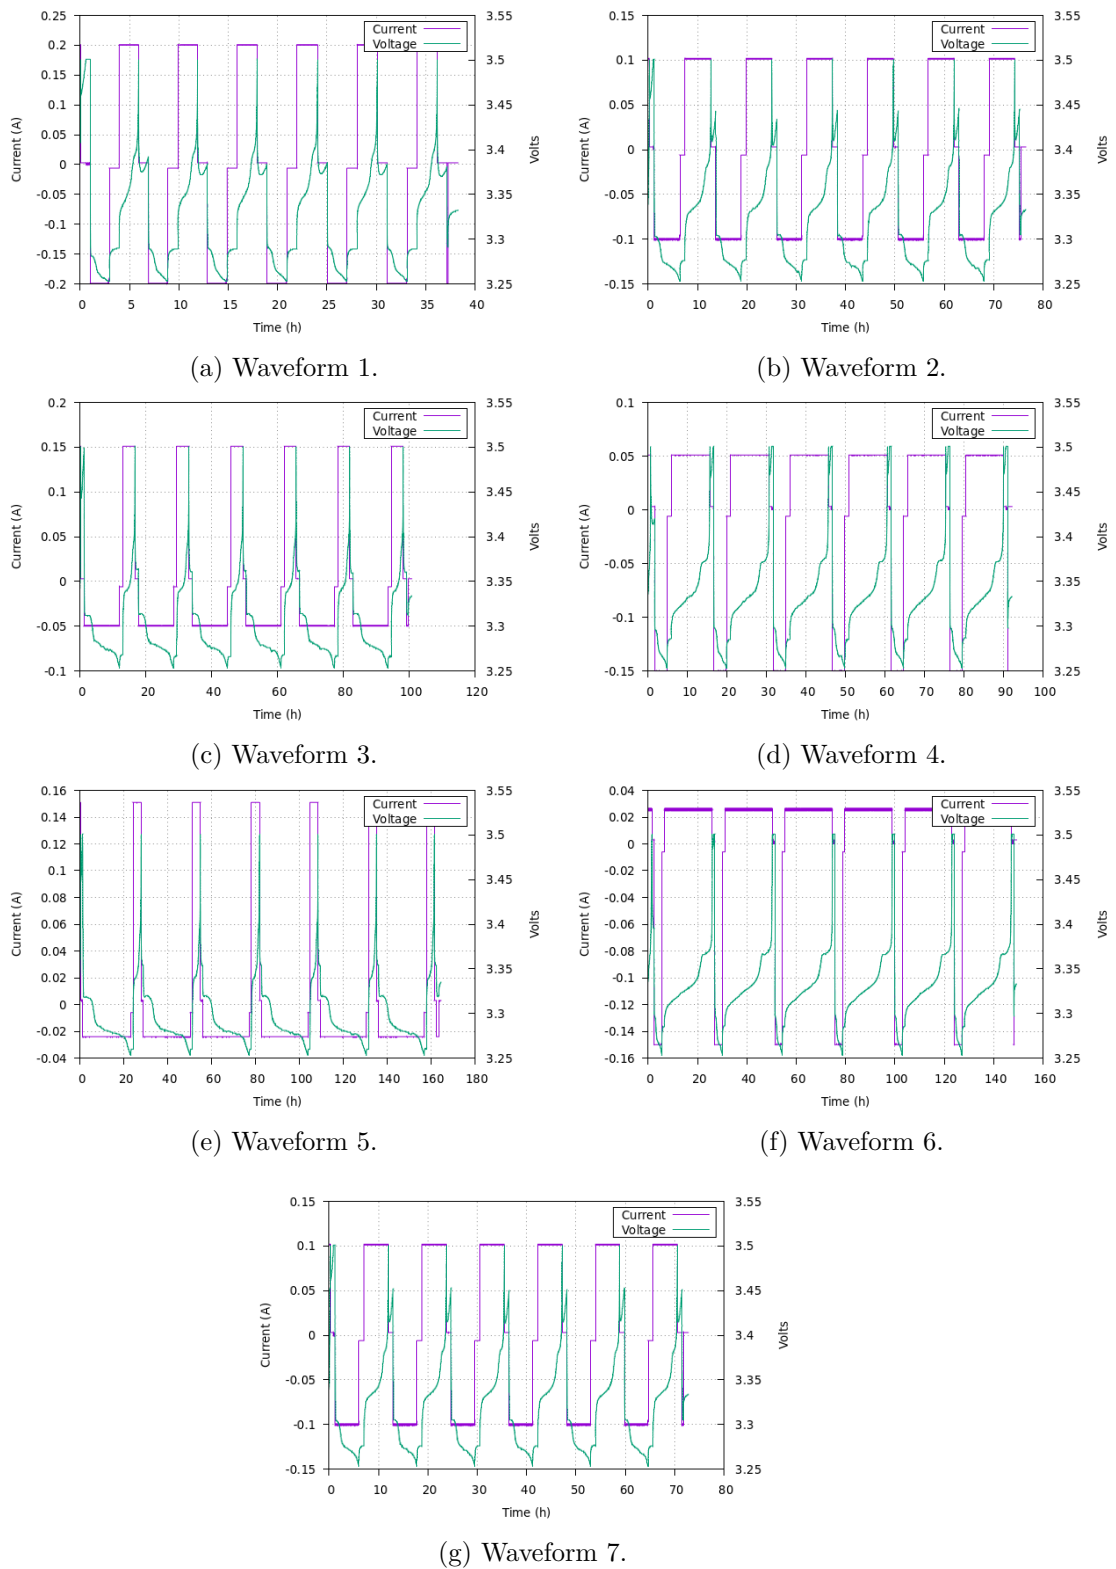 0.25
0.2
0.15
0.1
0.05
0
-0.05
-0.1
-0.15
-0.2
Current (A)
0 5 10 15 20 25 30 35 40
Time (h)
3.55
3.5
3.45
3.4
3.35
3.3
3.25
Volts
Current
Voltage
(a) Waveform 1.
0.15
0.1
0.05
0
-0.05
-0.1
-0.15
Current (A)
0 10 20 30 40 50 60 70 80
Time (h)
3.55
3.5
3.45
3.4
3.35
3.3
3.25
Volts
Current
Voltage
(b) Waveform 2.
0.2
0.15
0.1
0.05
0
-0.05
-0.1
Current (A)
0 20 40 60 80 100 120
Time (h)
3.55
3.5
3.45
3.4
3.35
3.3
3.25
Volts
Current
Voltage
(c) Waveform 3.
0.1
0.05
0
-0.05
-0.1
-0.15
Current (A)
0 10 20 30 40 50 60 70 80 90 100
Time (h)
3.55
3.5
3.45
3.4
3.35
3.3
3.25
Volts
Current
Voltage
(d) Waveform 4.
0.16
0.14
0.12
0.1
0.08
0.06
0.04
0.02
0
-0.02
-0.04
Current (A)
0 20 40 60 80 100 120 140 160 180
Time (h)
3.55
3.5
3.45
3.4
3.35
3.3
3.25
Volts
Current
Voltage
(e) Waveform 5.
0.04
0.02
0
-0.02
-0.04
-0.06
-0.08
-0.1
-0.12
-0.14
-0.16
Current (A)
0 20 40 60 80 100 120 140 160
Time (h)
3.55
3.5
3.45
3.4
3.35
3.3
3.25
Volts
Current
Voltage
(f) Waveform 6.
0.15
0.1
0.05
0
-0.05
-0.1
-0.15
Current (A)
0 10 20 30 40 50 60 70 80
Time (h)
3.55
3.5
3.45
3.4
3.35
3.3
3.25
Volts
Current
Voltage
(g) Waveform 7.